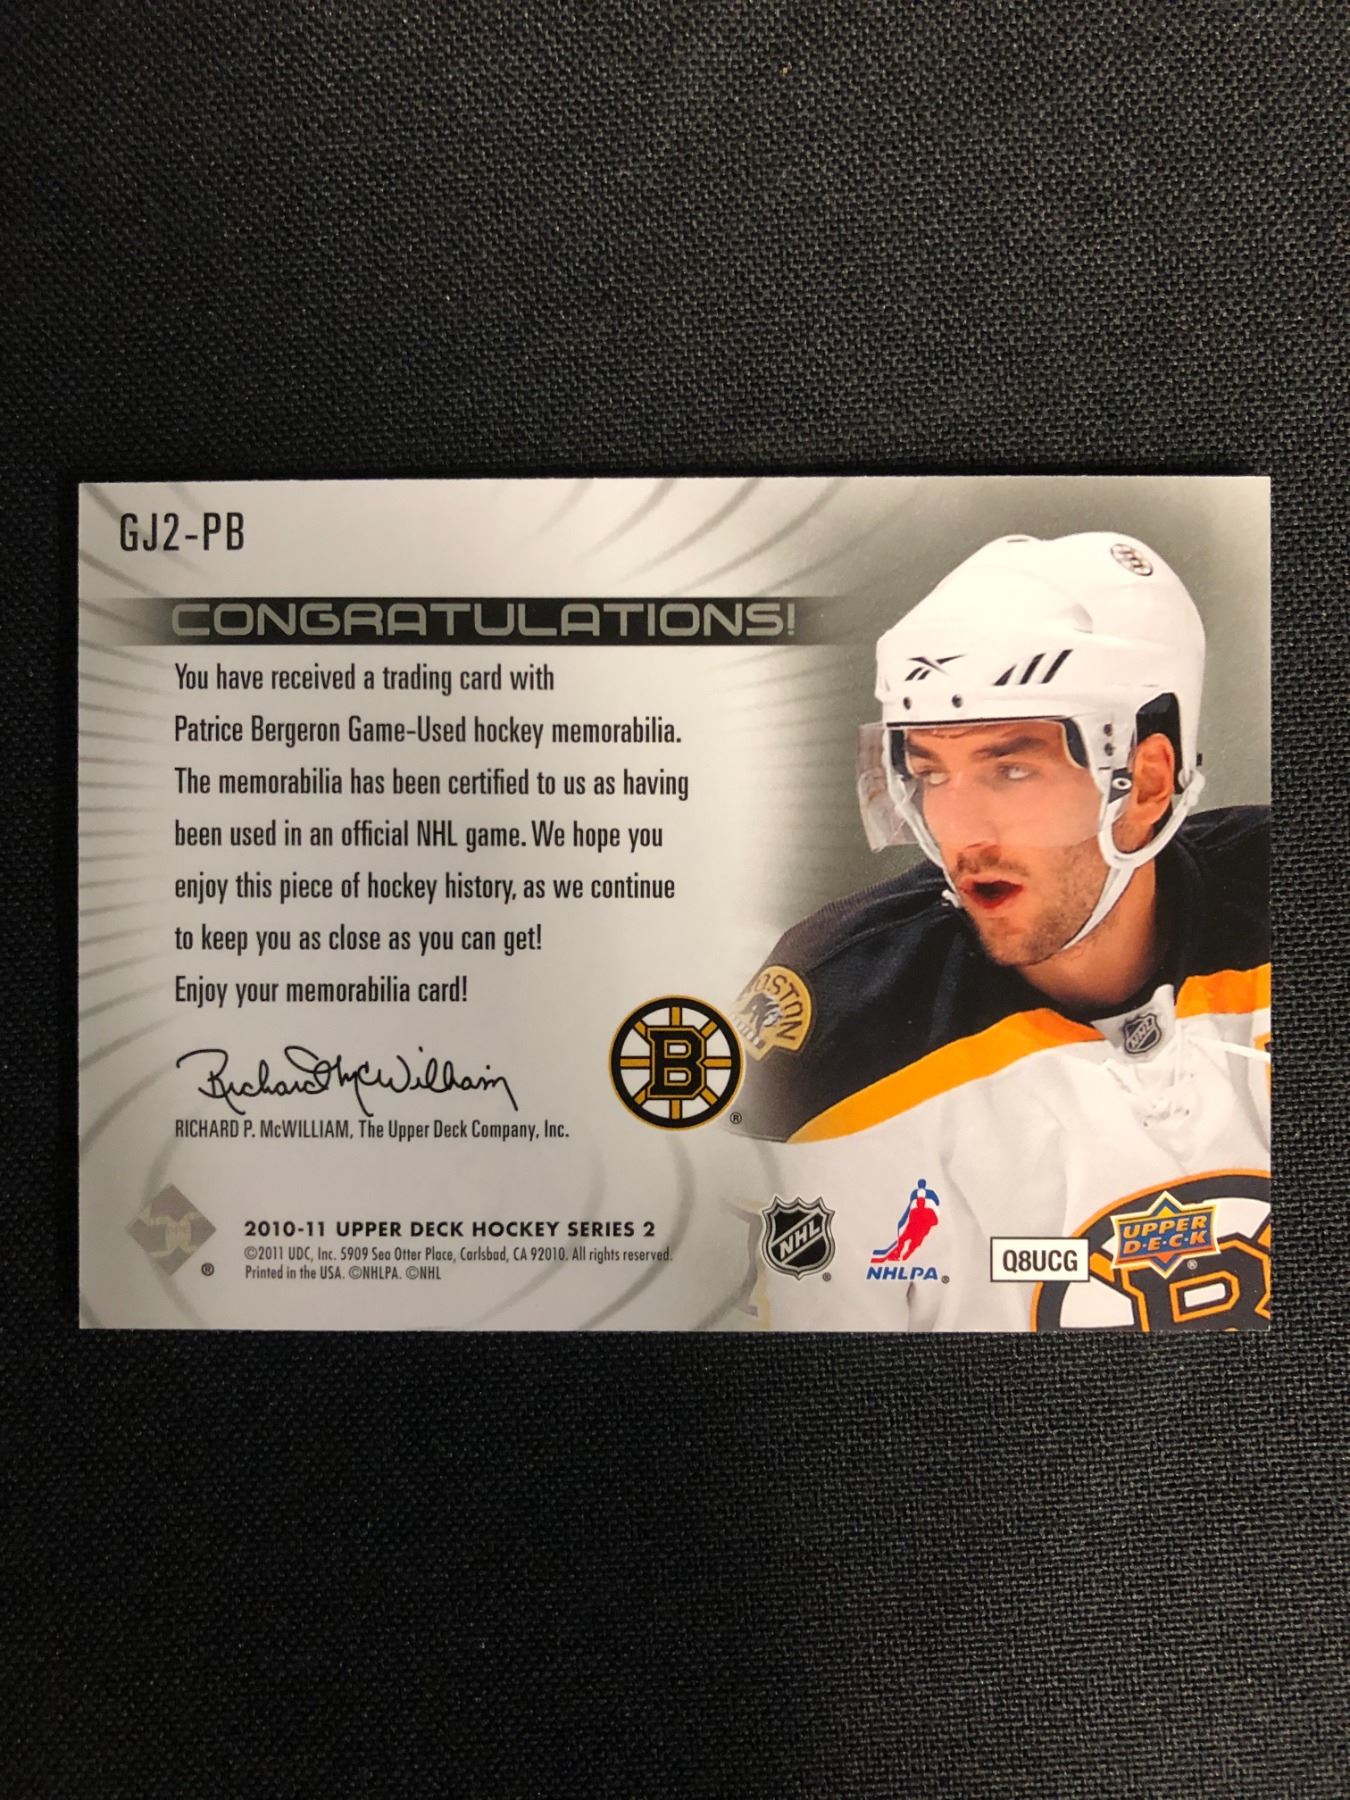 GJ2-PB
CONGRATULATIONS!
You have received a trading card with
Patrice Bergeron Game-Used hockey memorabilia.
The memorabilia has been certified to us as having
been used in an official NHL game. We hope you
enjoy this piece of hockey history, as we continue
to keep you as close as you can get!
Enjoy your memorabilia card!
Richard P. McWilliam
RICHARD P. McWILLIAM, The Upper Deck Company, Inc.
B
®
BOSTON
NHL
2010-11 UPPER DECK HOCKEY SERIES 2
©2011 UDC, Inc. 5909 Sea Otter Place, Carlsbad, CA 92010. All rights reserved.
Printed in the USA. ©NHLPA. ©NHL
®
NHL
®
NHLPA®
Q8UCG
UPPER
D·E·C·K
®
B